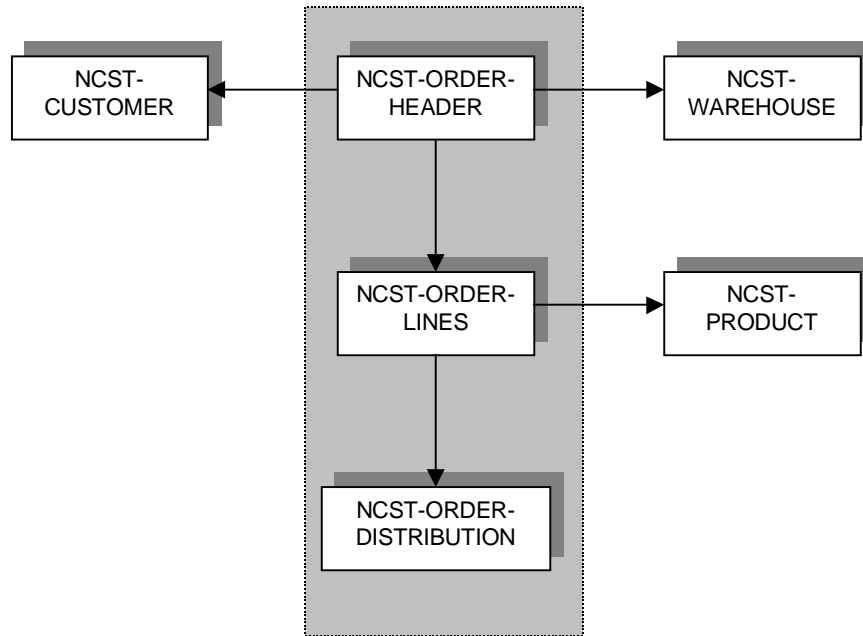 NCST-
CUSTOMER
NCST-ORDER-
HEADER
NCST-
WAREHOUSE
NCST-ORDER-
LINES
NCST-
PRODUCT
NCST-ORDER-
DISTRIBUTION